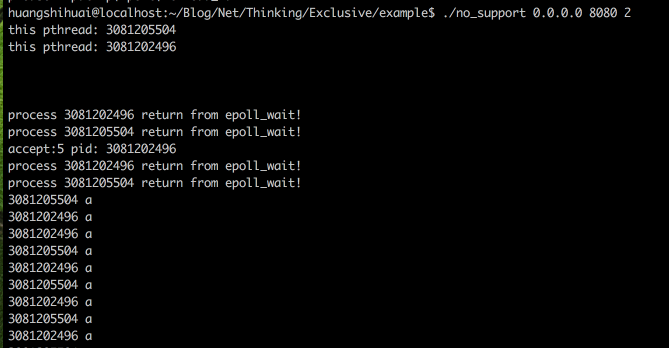 huangshihuai@localhost:~/Blog/Net/Thinking/Exclusive/example$ ./no_support 0.0.0.0 8080 2
this pthread: 3081205504
this pthread: 3081202496
process 3081202496 return from epoll_wait!
process 3081205504 return from epoll_wait!
accept:5 pid: 3081202496
process 3081202496 return from epoll_wait!
process 3081205504 return from epoll_wait!
3081205504 a
3081202496 a
3081202496 a
3081205504 a
3081202496 a
3081205504 a
3081202496 a
3081205504 a
3081202496 a